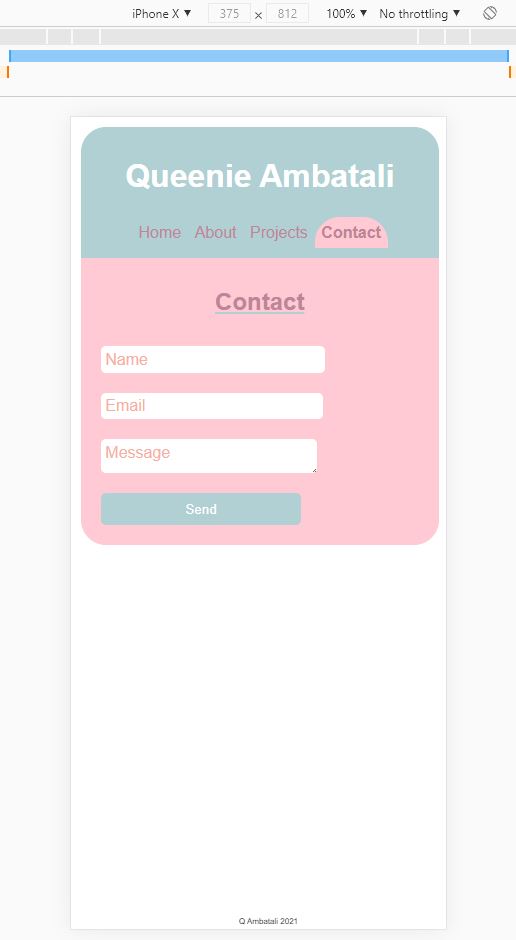 iPhone X ▼ 375 × 812 100% ▼ No throttling ▼
Queenie Ambatali
Home About Projects Contact
Contact
Name
Email
Message
Send
Q Ambatali 2021